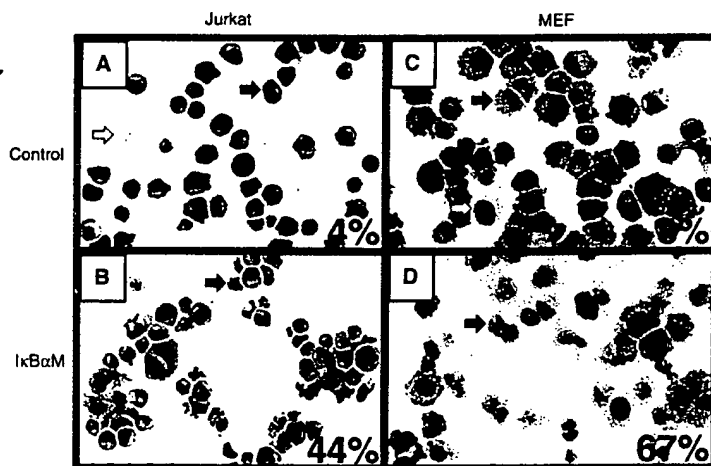 Jurkat MEF
A C
Control
4% %
B D
IκBαM
44% 67%